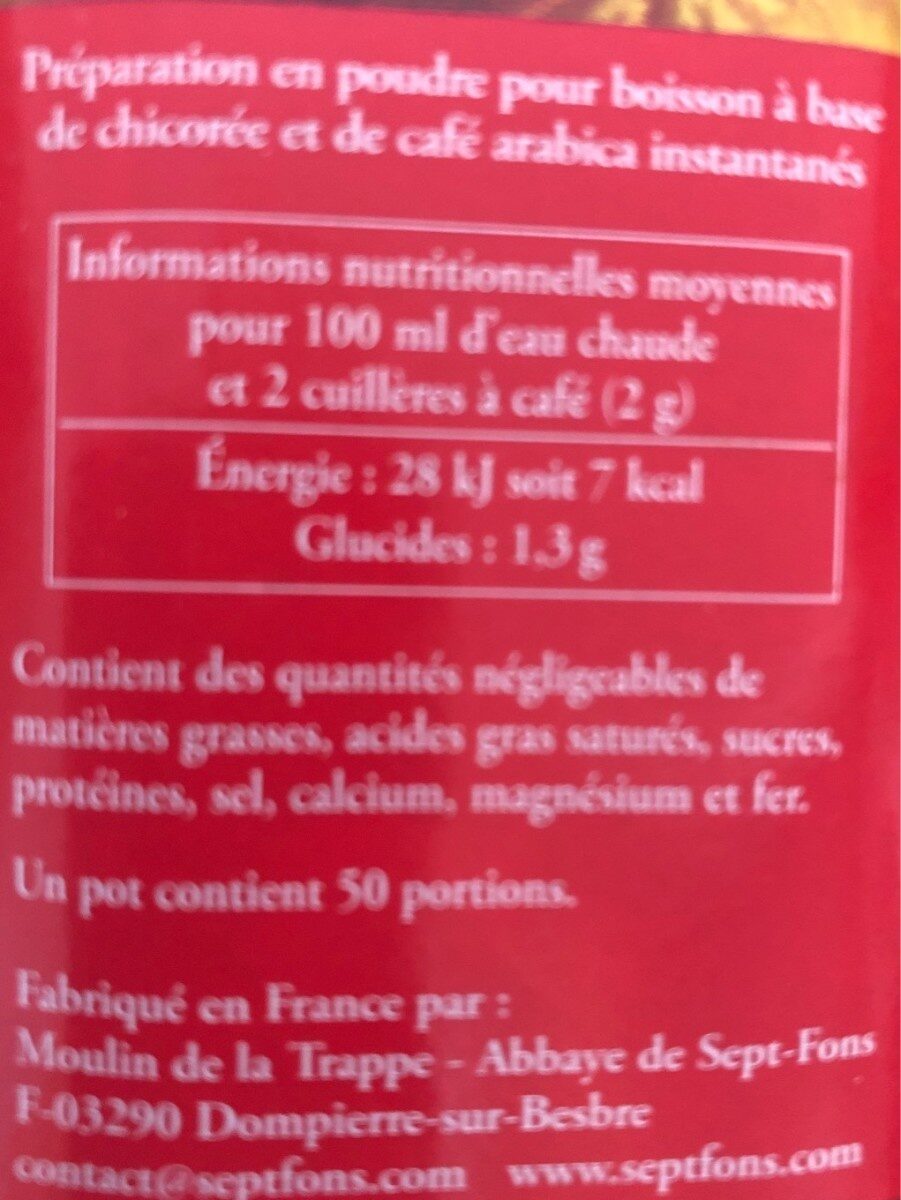 Préparation en poudre pour boisson à base
de chicorée et de café arabica instantanés
Informations nutritionnelles moyennes
pour 100 ml d'eau chaude
et 2 cuillères à café (2 g)
Énergie : 28 kJ soit 7 kcal
Glucides : 1,3 g
Contient des quantités négligeables de
matières grasses, acides gras saturés, sucres,
protéines, sel, calcium, magnésium et fer.
Un pot contient 50 portions.
Fabriqué en France par :
Moulin de la Trappe - Abbaye de Sept-Fons
F-03290 Dompierre-sur-Besbre
contact@septfons.com www.septfons.com